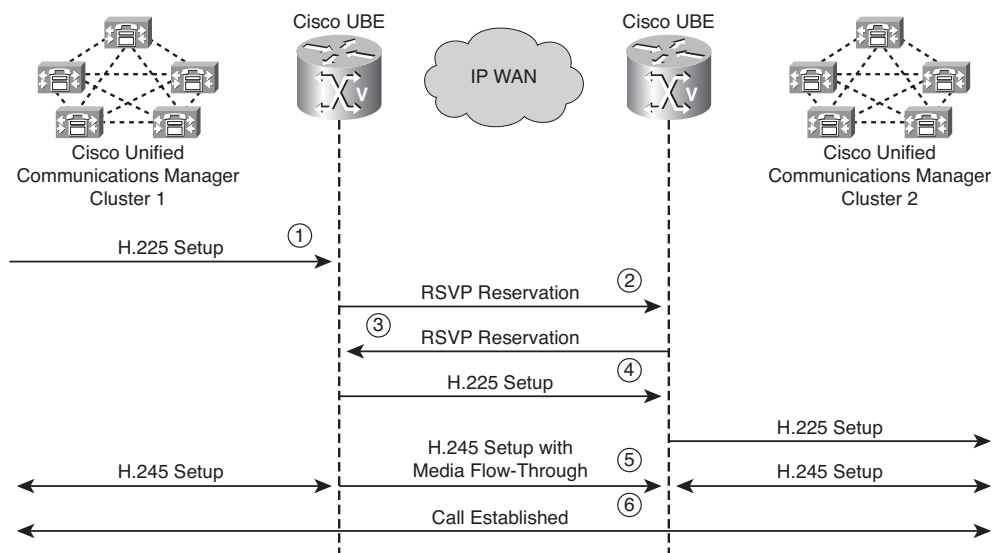 Cisco UBE
Cisco UBE
IP WAN
V
V
Cisco Unified
Communications Manager
Cluster 1
Cisco Unified
Communications Manager
Cluster 2
H.225 Setup
①
RSVP Reservation
②
③
RSVP Reservation
④
H.225 Setup
H.225 Setup
H.245 Setup
H.245 Setup with
Media Flow-Through
⑤
H.245 Setup
Call Established
⑥